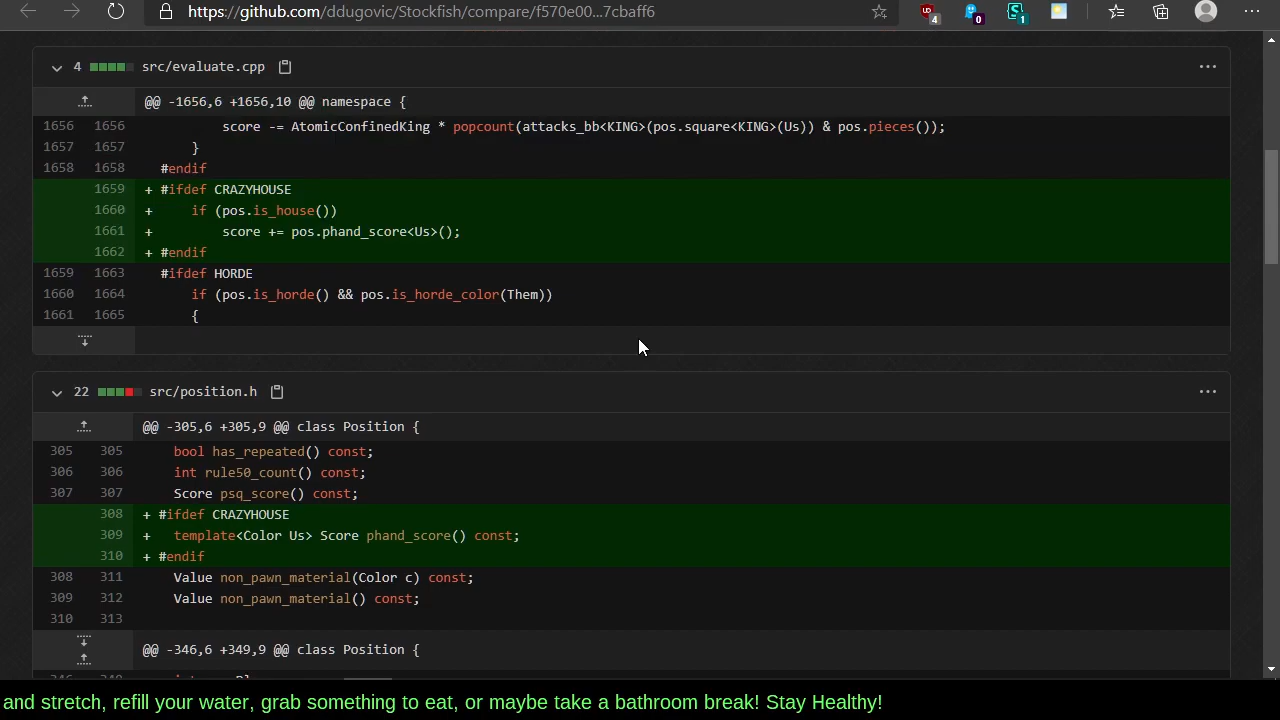 https://github.com/ddugovic/Stockfish/compare/f570e00...7cbaff6
4
0
1
4 src/evaluate.cpp
@@ -1656,6 +1656,10 @@ namespace {
1656 1656 score -= AtomicConfinedKing * popcount(attacks_bb<KING>(pos.square<KING>(Us)) & pos.pieces());
1657 1657 }
1658 1658 #endif
1659 + #ifdef CRAZYHOUSE
1660 + if (pos.is_house())
1661 + score += pos.phand_score<Us>();
1662 + #endif
1659 1663 #ifdef HORDE
1660 1664 if (pos.is_horde() && pos.is_horde_color(Them))
1661 1665 {
22 src/position.h
@@ -305,6 +305,9 @@ class Position {
305 305 bool has_repeated() const;
306 306 int rule50_count() const;
307 307 Score psq_score() const;
308 + #ifdef CRAZYHOUSE
309 + template<Color Us> Score phand_score() const;
310 + #endif
308 311 Value non_pawn_material(Color c) const;
309 312 Value non_pawn_material() const;
310 313
@@ -346,6 +349,9 @@ class Position {
and stretch, refill your water, grab something to eat, or maybe take a bathroom break! Stay Healthy!